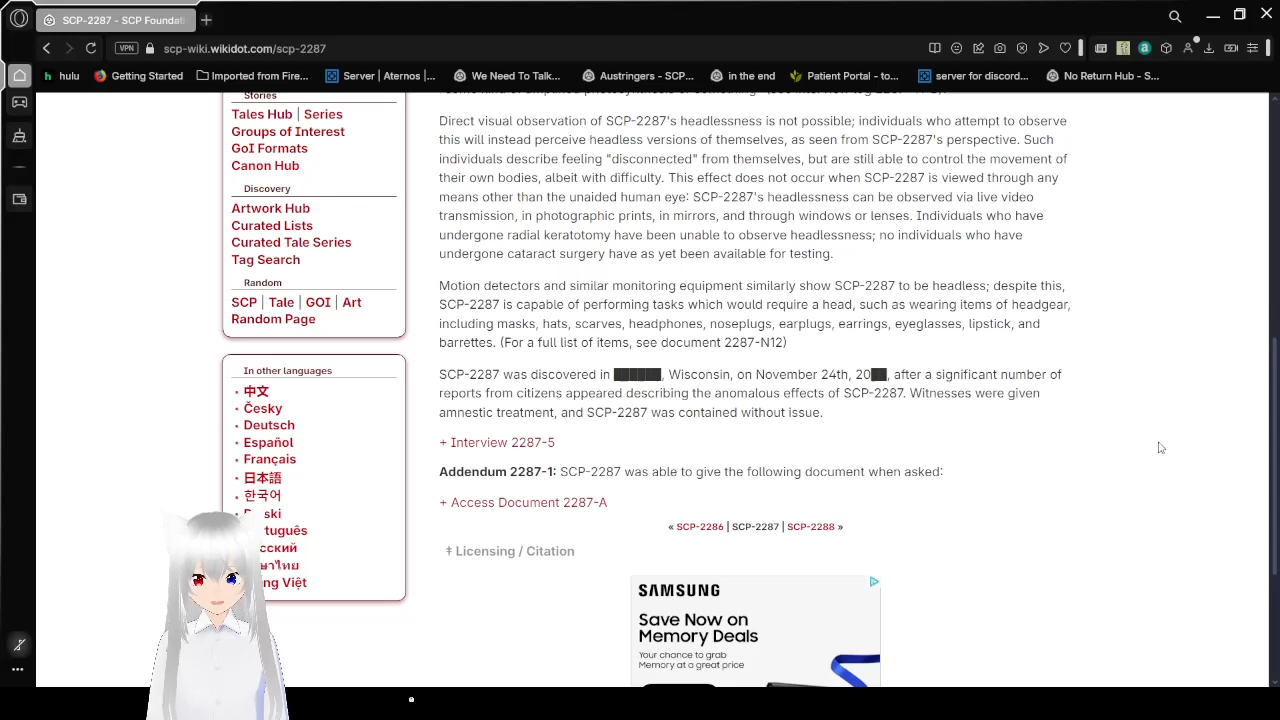 SCP-2287 - SCP Foundati
VPN scp-wiki.wikidot.com/scp-2287
hulu
Getting Started
Imported from Fire...
Server | Aternos |...
We Need To Talk...
Austringers - SCP...
in the end
Patient Portal - to...
server for discord...
No Return Hub - S...
Stories
Tales Hub | Series
Groups of Interest
GoI Formats
Canon Hub
Discovery
Artwork Hub
Curated Lists
Curated Tale Series
Tag Search
Random
SCP | Tale | GOI | Art
Random Page
In other languages
中文
Česky
Deutsch
Español
Français
日本語
한국어
ski
tuguês
сский
ษาไทย
ng Việt
Direct visual observation of SCP-2287's headlessness is not possible; individuals who attempt to observe
this will instead perceive headless versions of themselves, as seen from SCP-2287's perspective. Such
individuals describe feeling "disconnected" from themselves, but are still able to control the movement of
their own bodies, albeit with difficulty. This effect does not occur when SCP-2287 is viewed through any
means other than the unaided human eye: SCP-2287's headlessness can be observed via live video
transmission, in photographic prints, in mirrors, and through windows or lenses. Individuals who have
undergone radial keratotomy have been unable to observe headlessness; no individuals who have
undergone cataract surgery have as yet been available for testing.
Motion detectors and similar monitoring equipment similarly show SCP-2287 to be headless; despite this,
SCP-2287 is capable of performing tasks which would require a head, such as wearing items of headgear,
including masks, hats, scarves, headphones, noseplugs, earplugs, earrings, eyeglasses, lipstick, and
barrettes. (For a full list of items, see document 2287-N12)
SCP-2287 was discovered in ██████, Wisconsin, on November 24th, 20██, after a significant number of
reports from citizens appeared describing the anomalous effects of SCP-2287. Witnesses were given
amnestic treatment, and SCP-2287 was contained without issue.
+ Interview 2287-5
Addendum 2287-1: SCP-2287 was able to give the following document when asked:
+ Access Document 2287-A
« SCP-2286 | SCP-2287 | SCP-2288 »
‡ Licensing / Citation
SAMSUNG
Save Now on
Memory Deals
Your chance to grab
Memory at a great price